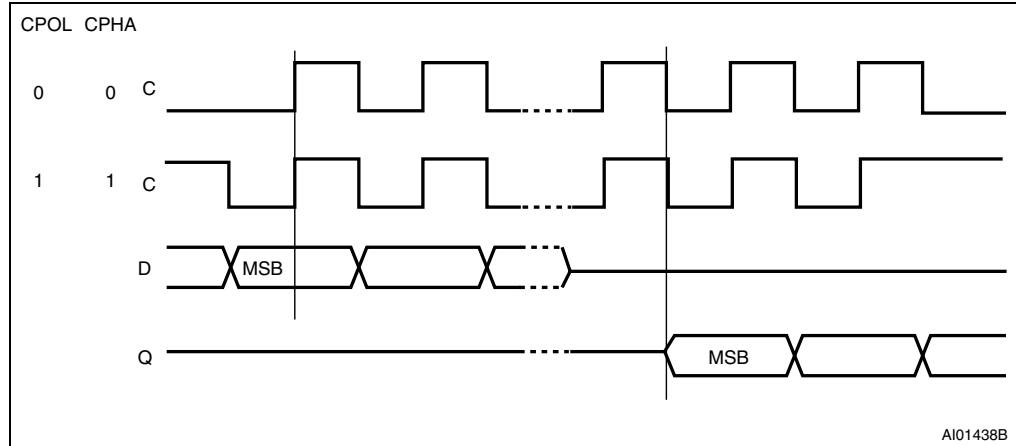 CPOL CPHA
0 0 C
1 1 C
D MSB
Q MSB
AI01438B